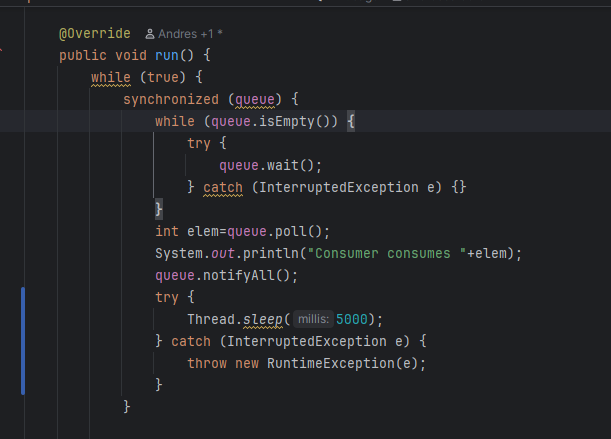 @Override Andres +1 *
public void run() {
while (true) {
synchronized (queue) {
while (queue.isEmpty()) {
try {
queue.wait();
} catch (InterruptedException e) {}
}
int elem=queue.poll();
System.out.println("Consumer consumes "+elem);
queue.notifyAll();
try {
Thread.sleep( millis: 5000);
} catch (InterruptedException e) {
throw new RuntimeException(e);
}
}